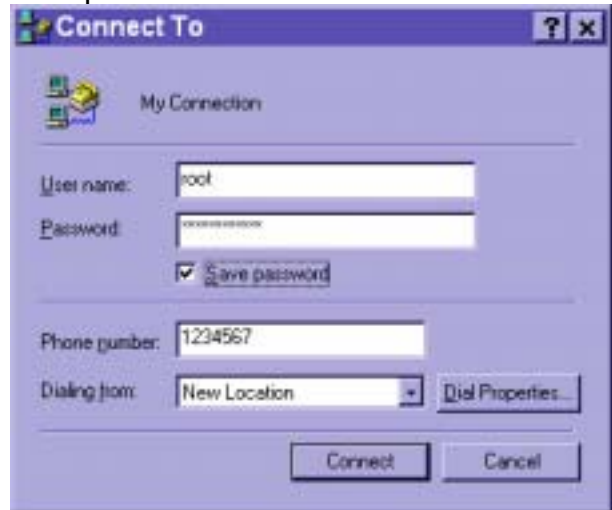 Connect To
? ×
My Connection
User name: root
Password: ************
Save password
Phone number: 1234567
Dialing from: New Location Dial Properties...
Connect Cancel